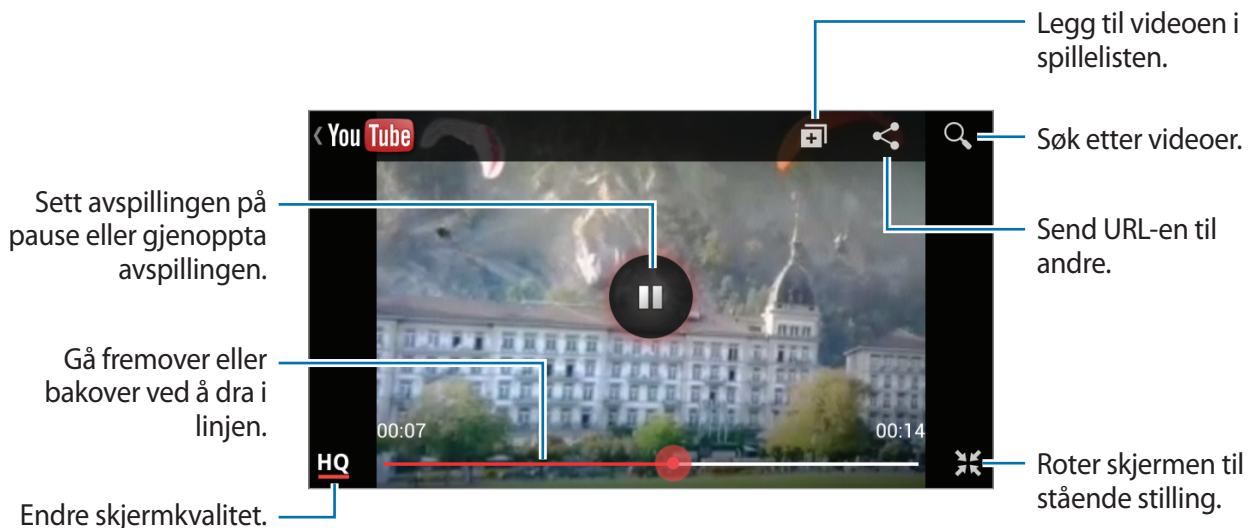 Legg til videoen i
spillelisten.
You Tube
Søk etter videoer.
Sett avspillingen på
pause eller gjenoppta
avspillingen.
Send URL-en til
andre.
Gå fremover eller
bakover ved å dra i
linjen.
00:07
00:14
HQ
Roter skjermen til
stående stilling.
Endre skjermkvalitet.